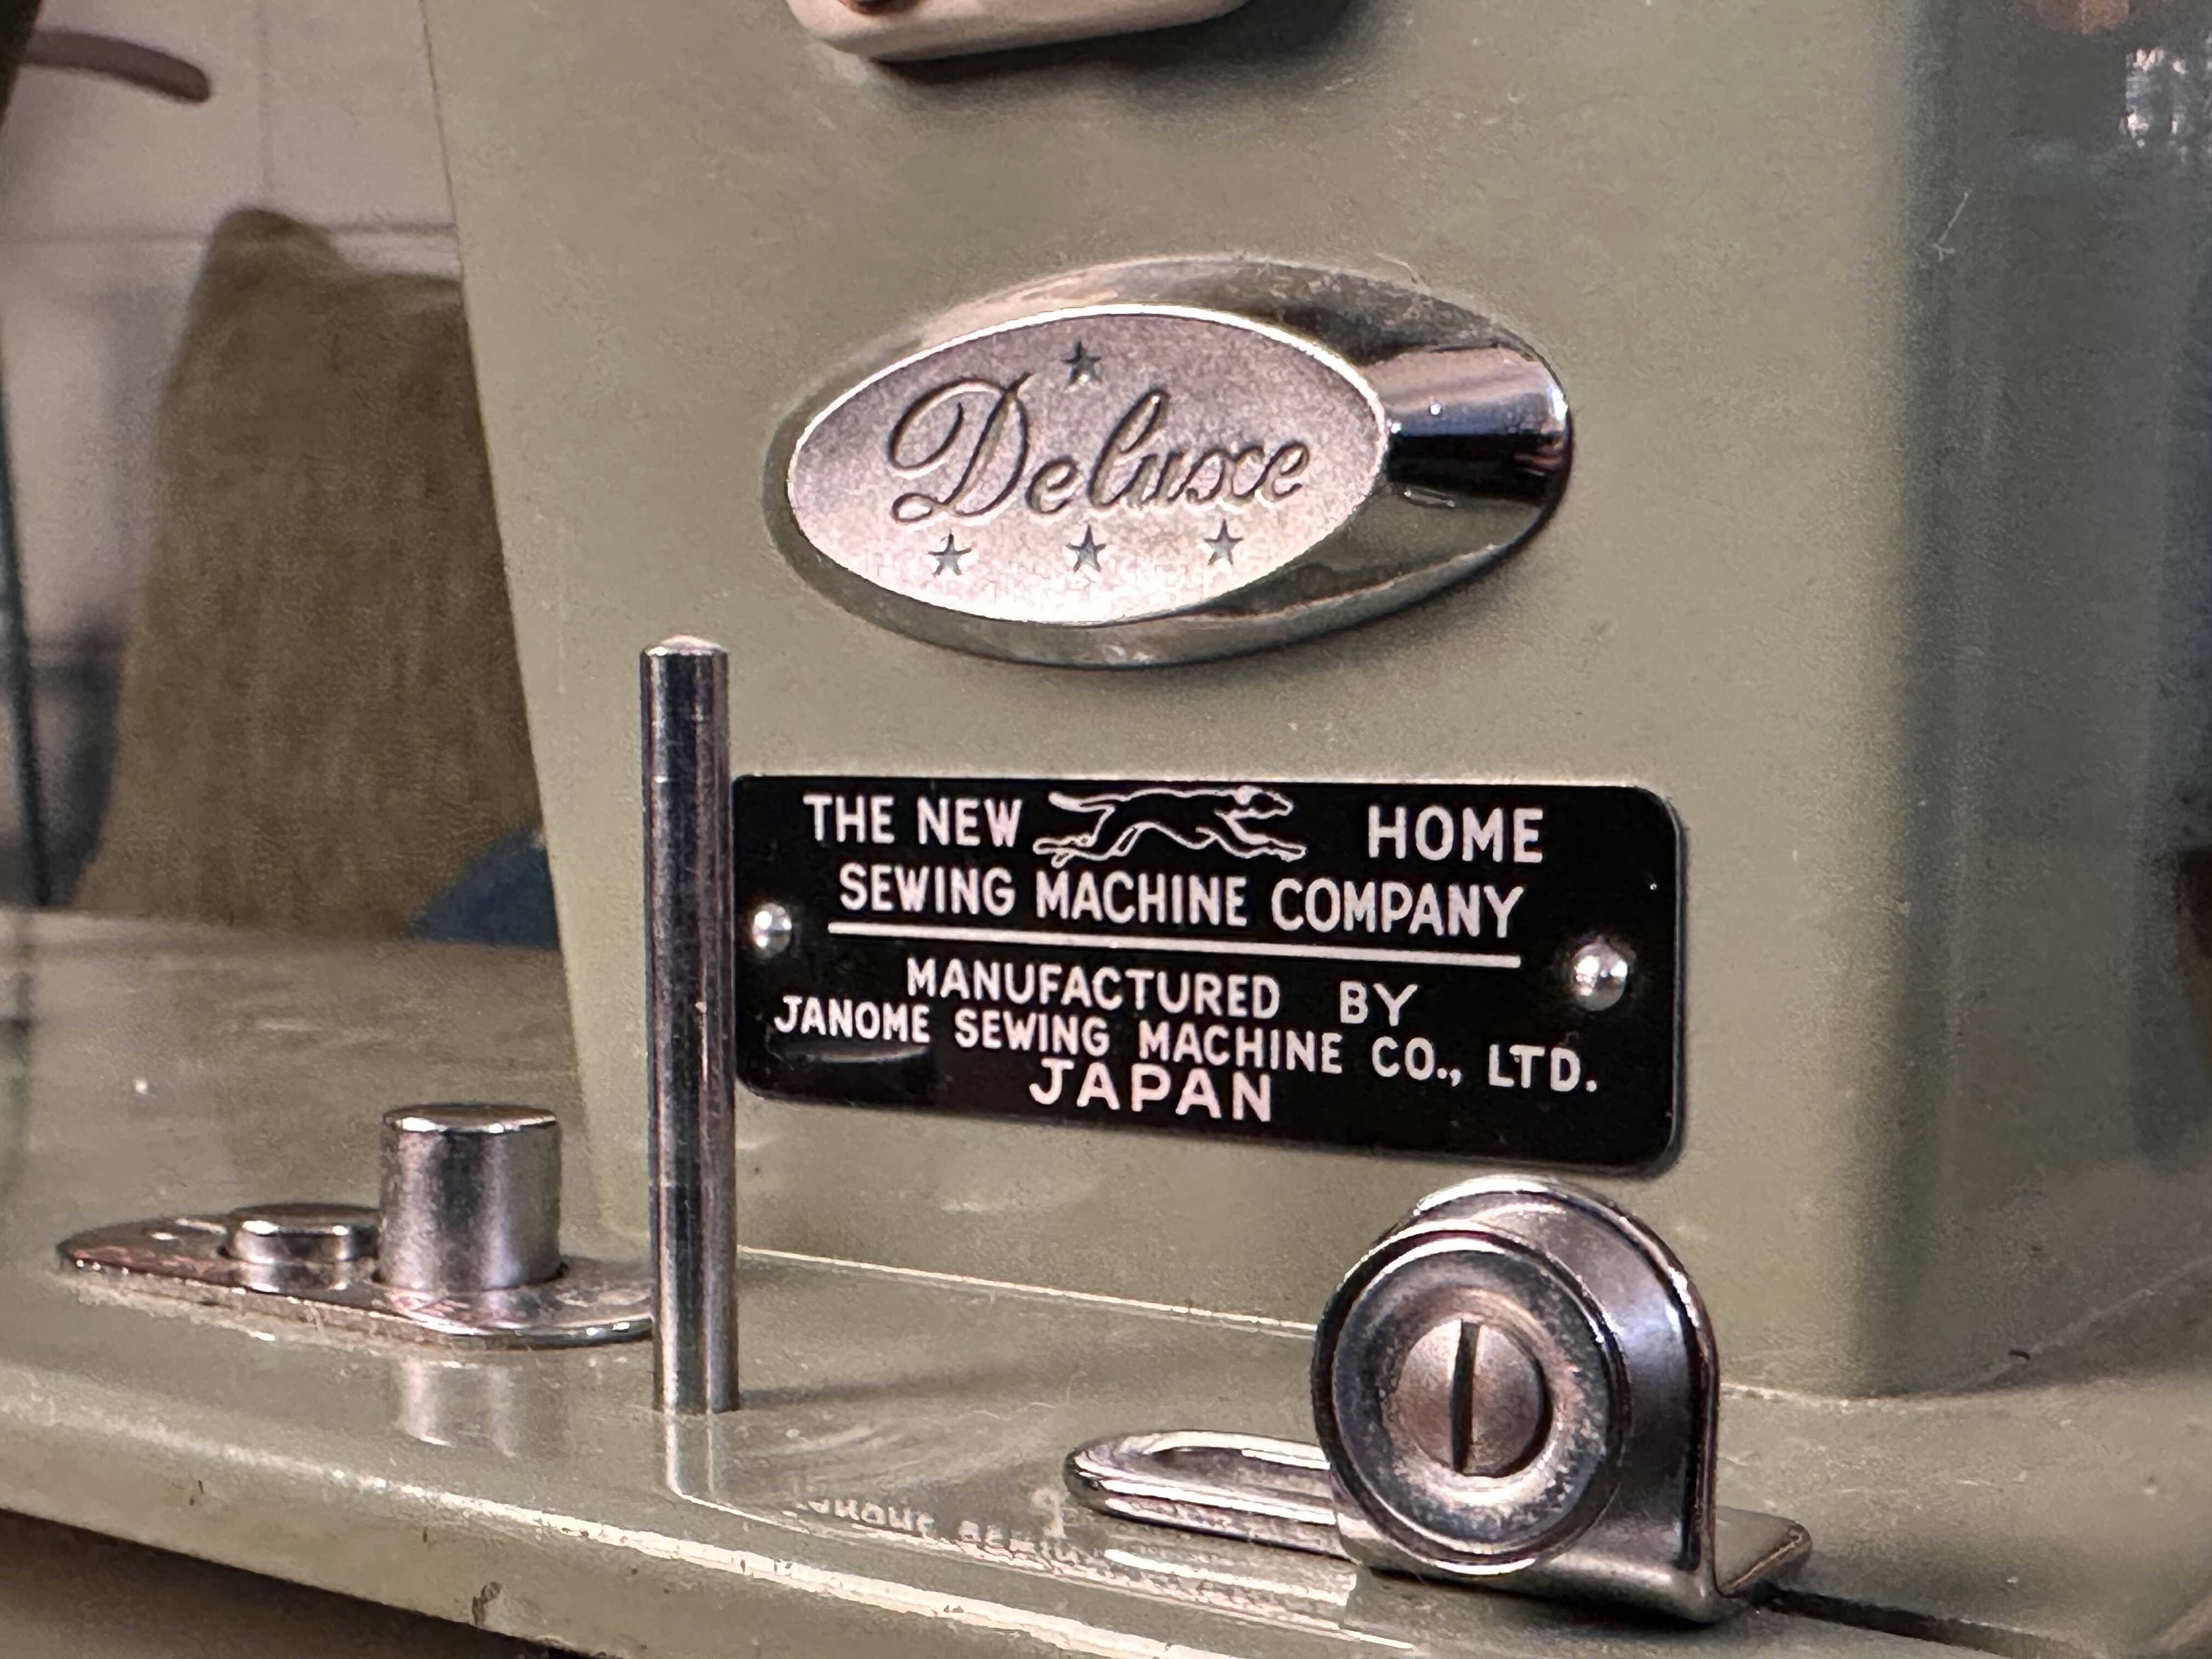 Deluxe
THE NEW HOME
SEWING MACHINE COMPANY
MANUFACTURED BY
JANOME SEWING MACHINE CO., LTD.
JAPAN